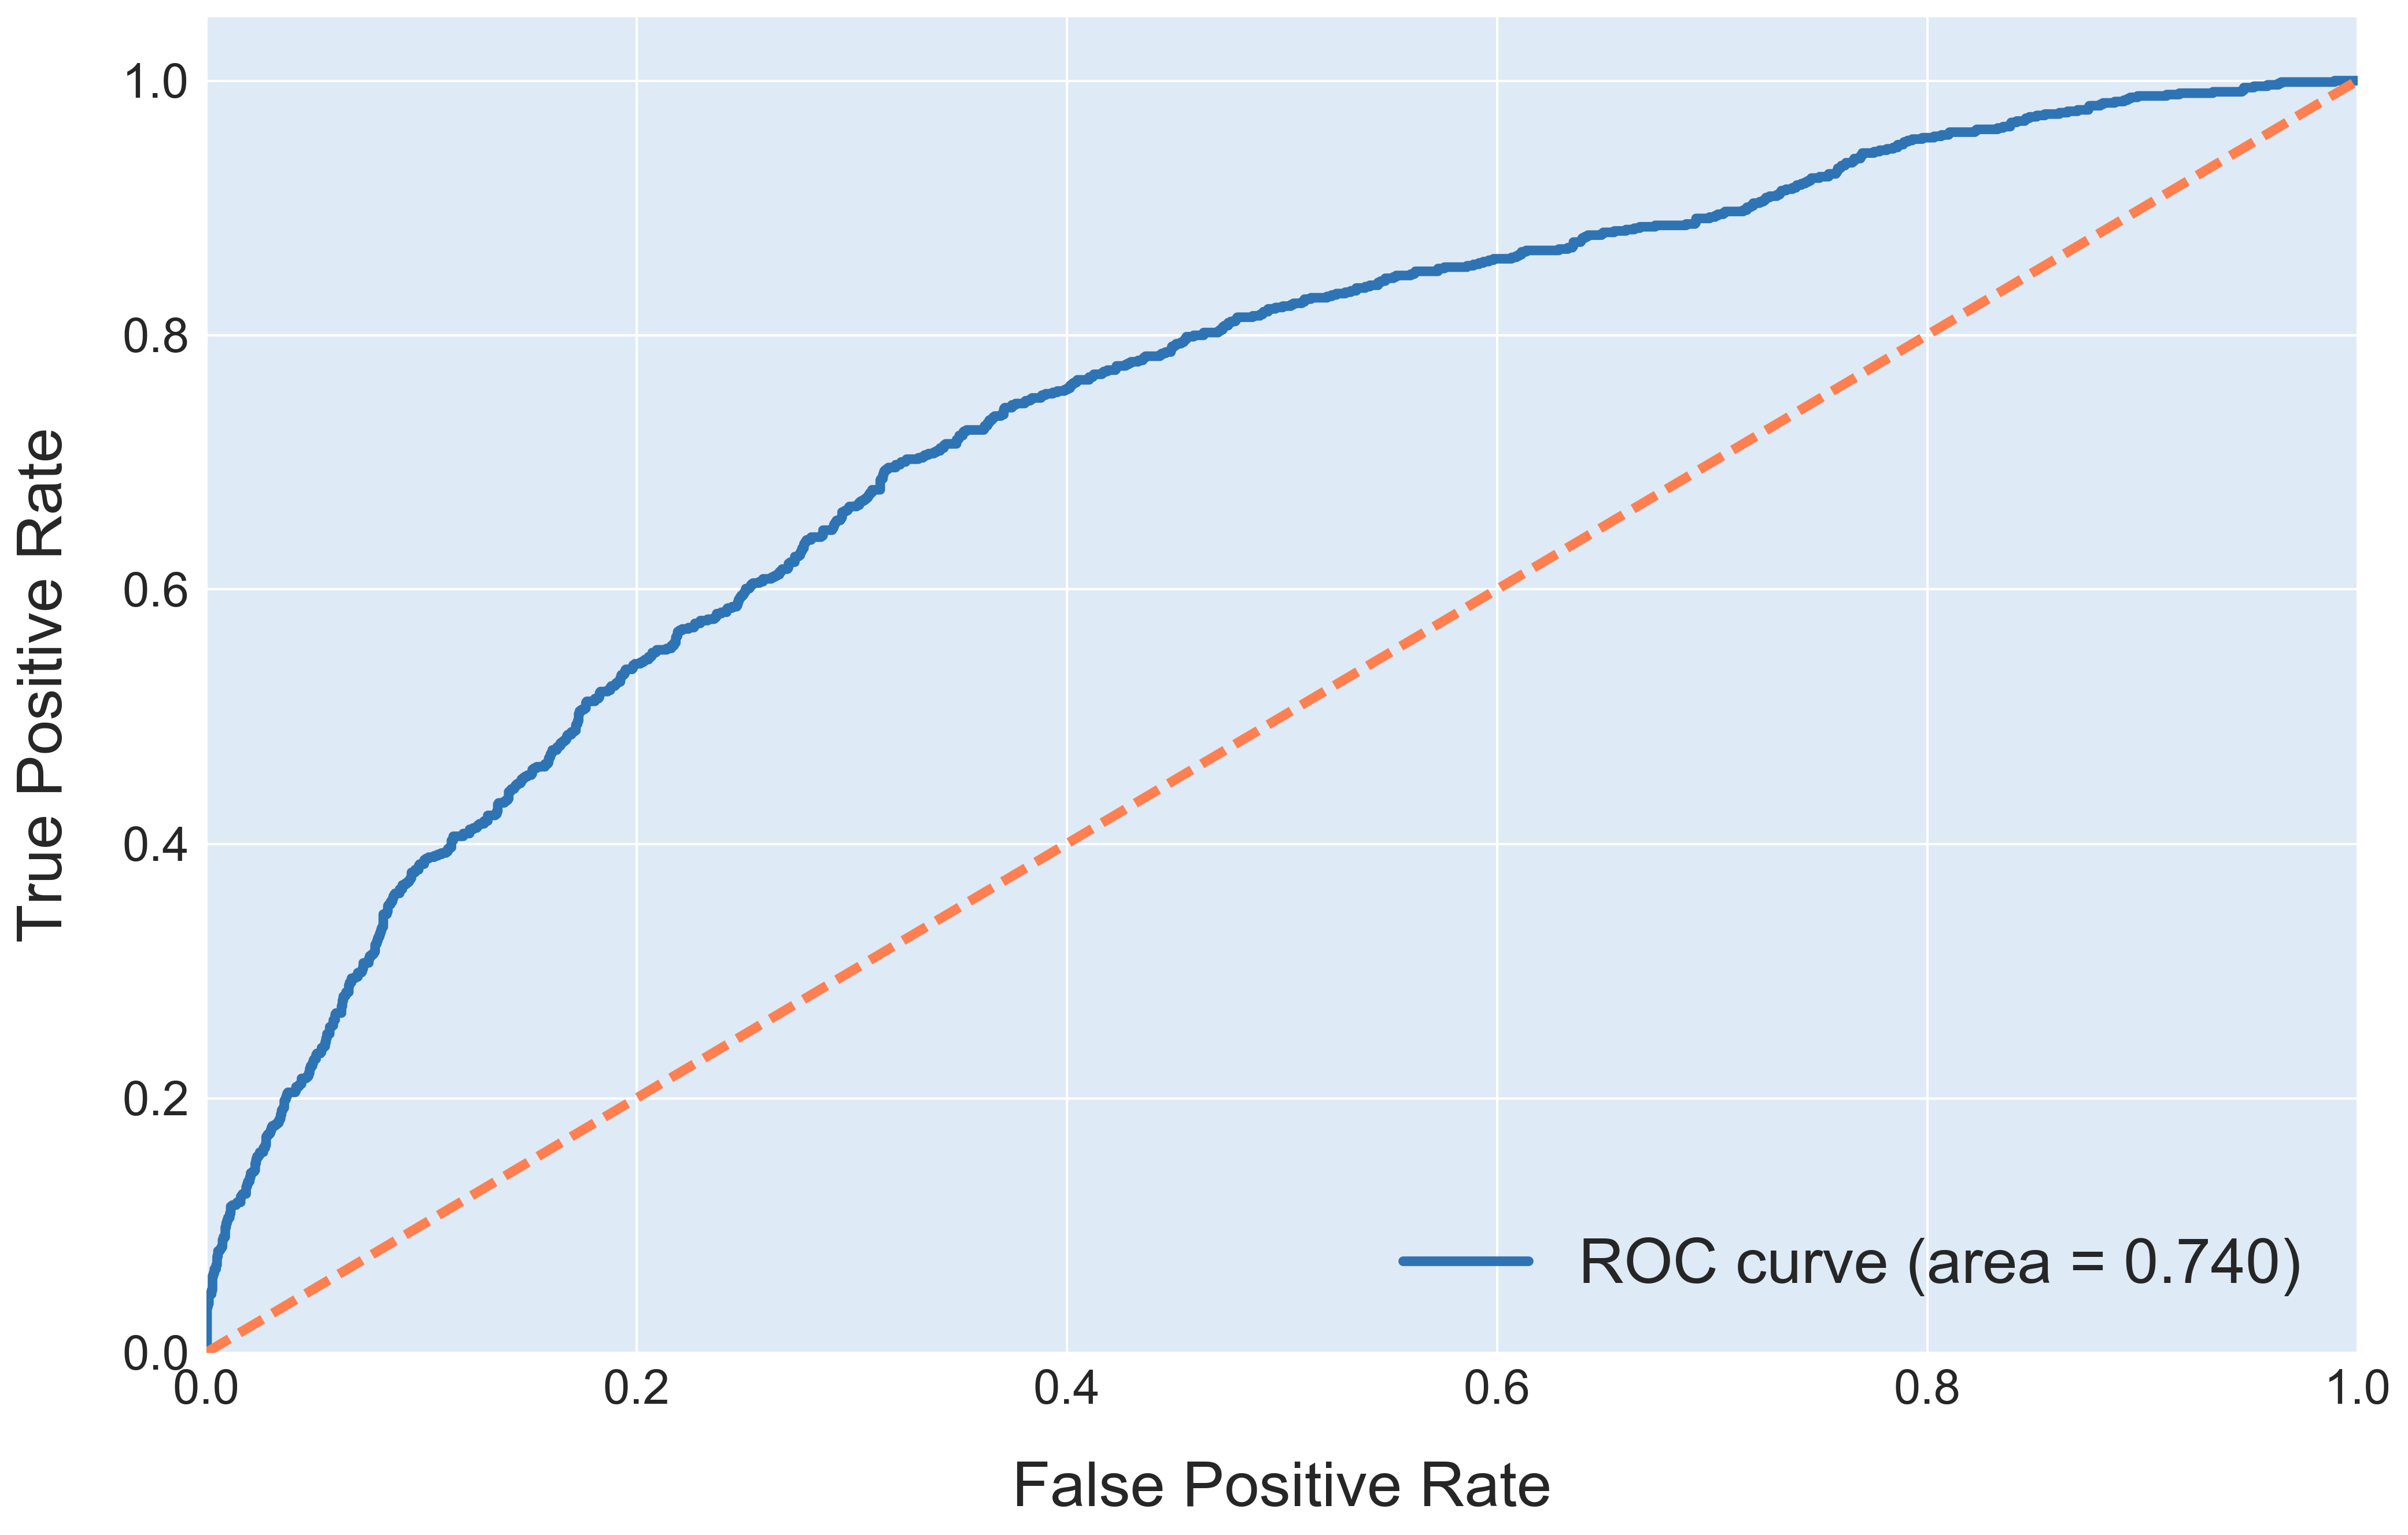 True Positive Rate
1.0
0.8
0.6
0.4
0.2
0.0
0.0 0.2 0.4 0.6 0.8 1.0
False Positive Rate
ROC curve (area = 0.740)